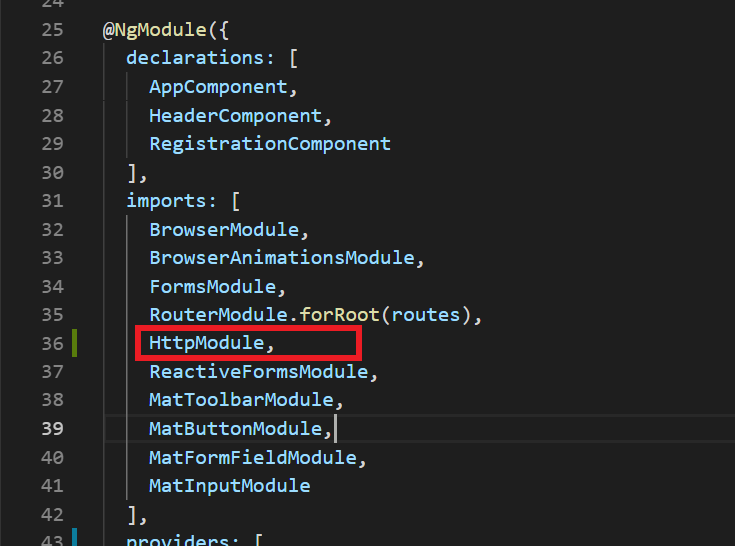 24
25 @NgModule({
26 declarations: [
27 AppComponent,
28 HeaderComponent,
29 RegistrationComponent
30 ],
31 imports: [
32 BrowserModule,
33 BrowserAnimationsModule,
34 FormsModule,
35 RouterModule.forRoot(routes),
36 HttpModule,
37 ReactiveFormsModule,
38 MatToolbarModule,
39 MatButtonModule,
40 MatFormFieldModule,
41 MatInputModule
42 ],
43 providers: [